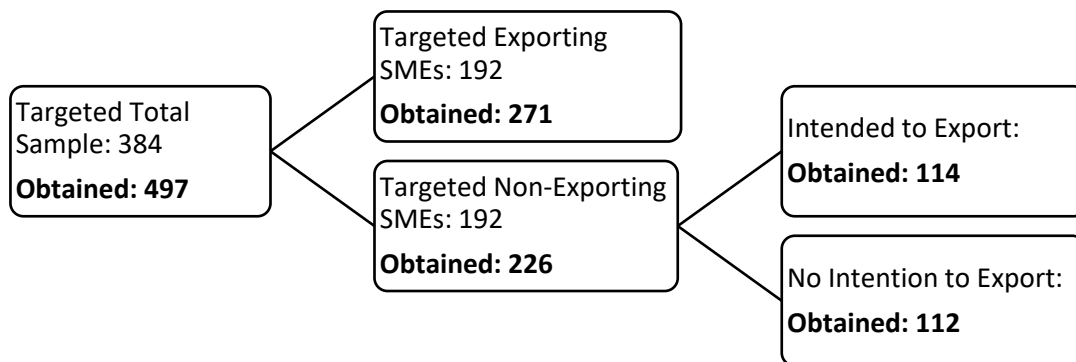 Targeted Total
Sample: 384
Obtained: 497
Targeted Exporting
SMEs: 192
Obtained: 271
Targeted Non-Exporting
SMEs: 192
Obtained: 226
Intended to Export:
Obtained: 114
No Intention to Export:
Obtained: 112